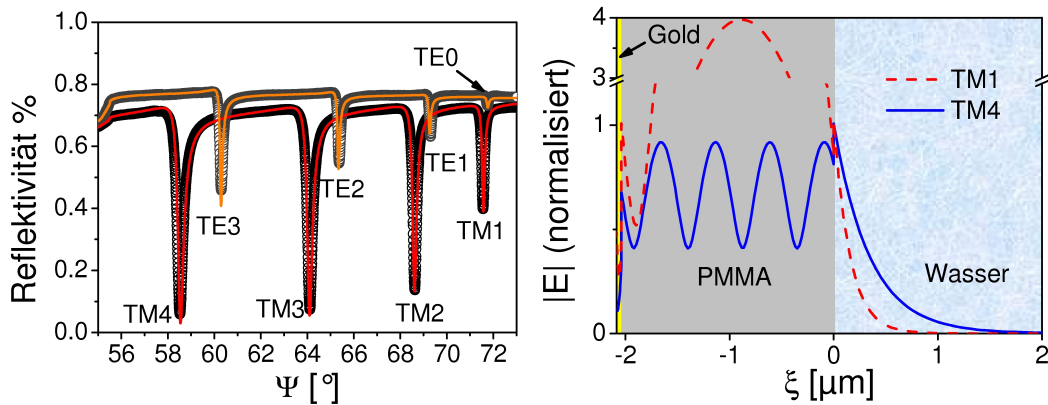 Reflektivität %
1.0
0.8
0.6
0.4
0.2
0.0
TE0
TE1
TE2
TE3
TM1
TM2
TM3
TM4
56 58 60 62 64 66 68 70 72
Ψ [°]
|E| (normalisiert)
4
3
1
0
Gold
TM1
TM4
PMMA
Wasser
-2 -1 0 1 2
ξ [µm]